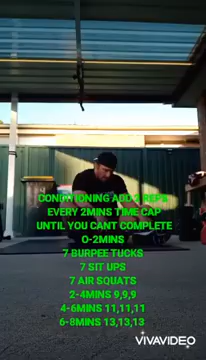 CONDITIONING ADD 2 REPS
EVERY 2MINS TIME CAP
UNTIL YOU CANT COMPLETE
0-2MINS
7 BURPEE TUCKS
7 SIT UPS
7 AIR SQUATS
2-4MINS 9,9,9
4-6MINS 11,11,11
6-8MINS 13,13,13
VIVAVIDEO